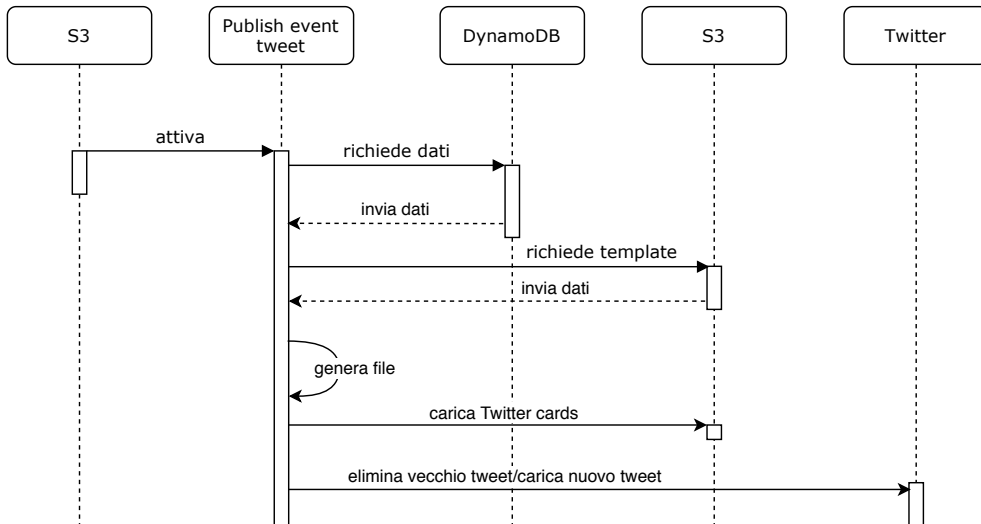 S3
Publish event
tweet
DynamoDB
S3
Twitter
attiva
richiede dati
invia dati
richiede template
invia dati
genera file
carica Twitter cards
elimina vecchio tweet/carica nuovo tweet